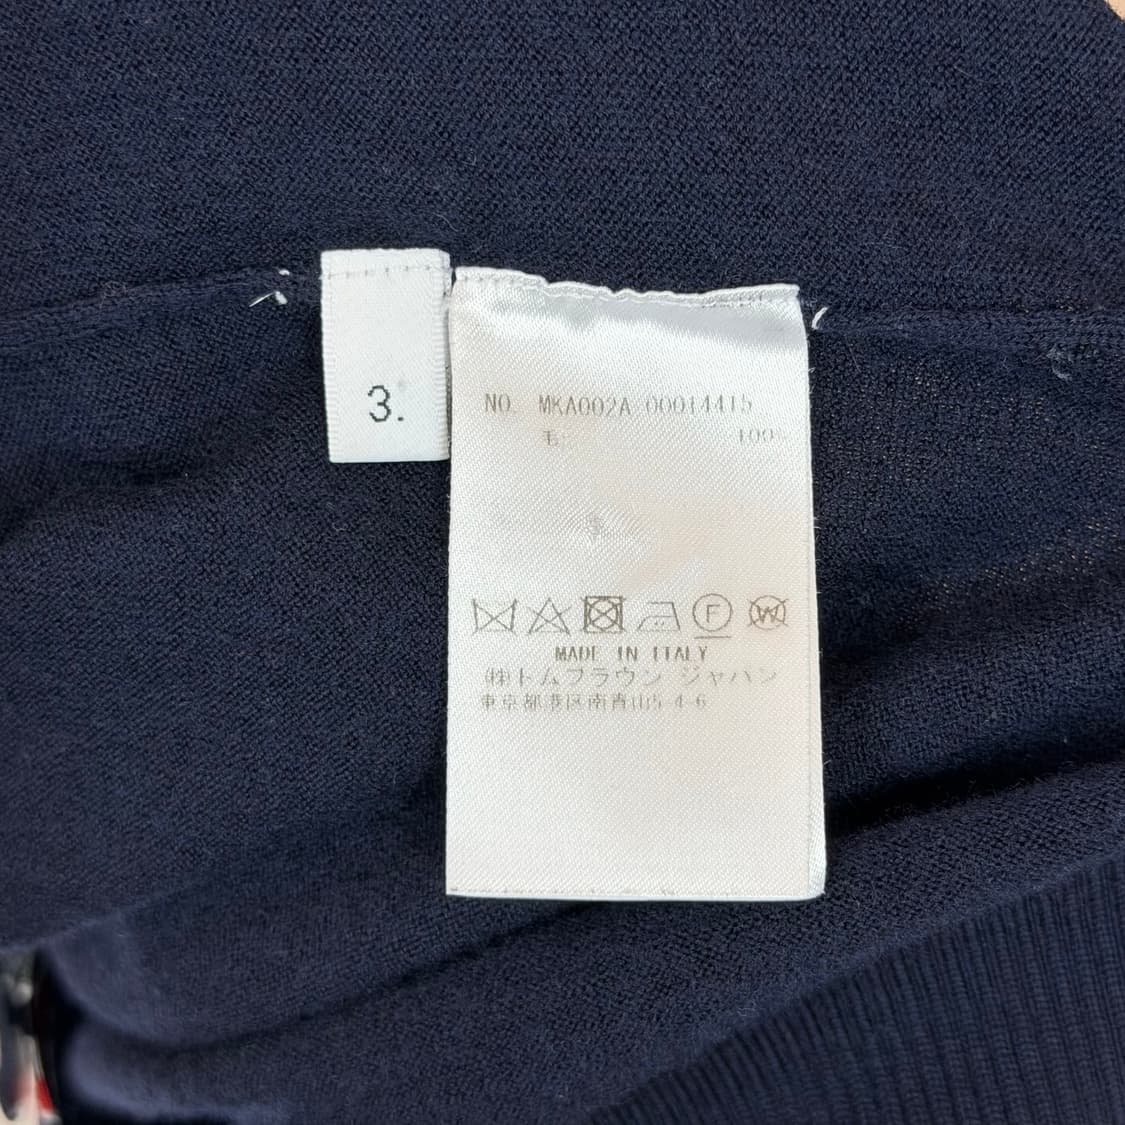 3.
NO. MKA002A-00014415
毛 100%
F W
MADE IN ITALY
(株)トムブラウン ジャパン
東京都港区南青山5-4-6